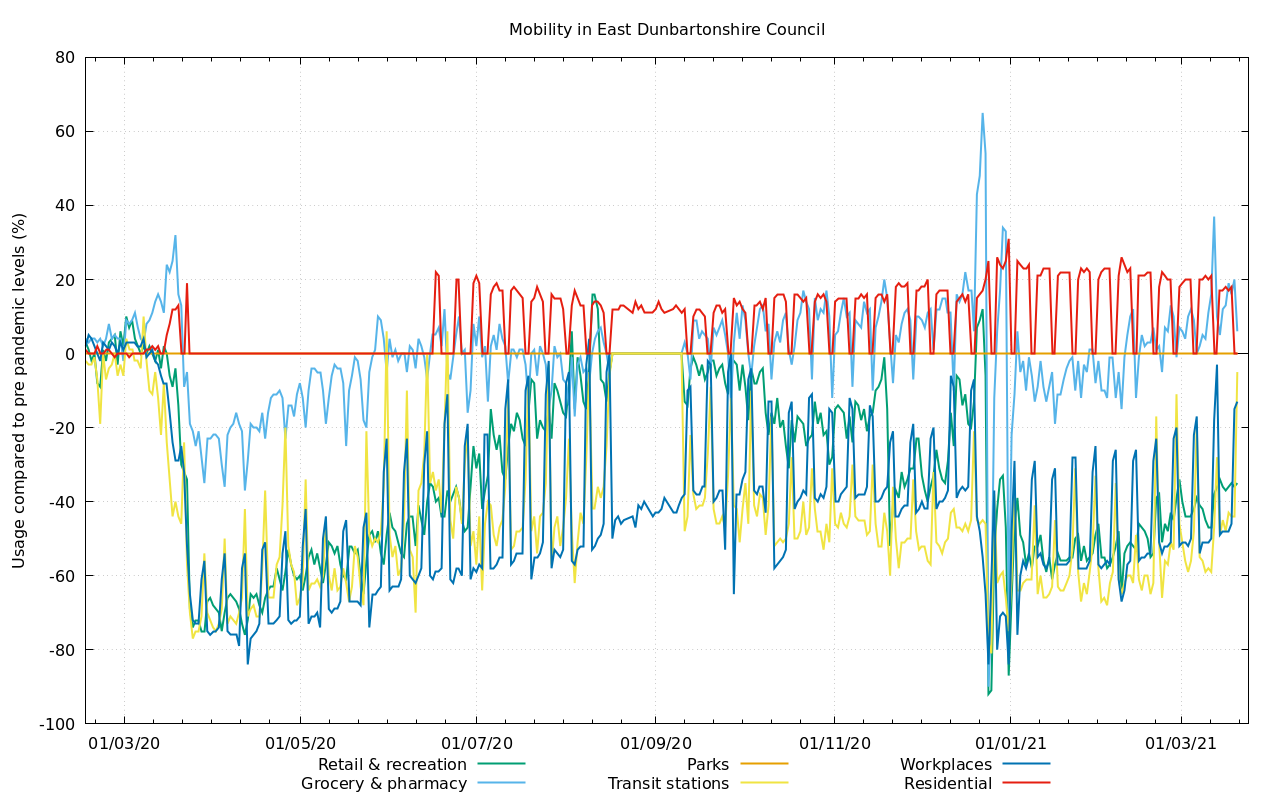 Mobility in East Dunbartonshire Council
Usage compared to pre pandemic levels (%)
80
60
40
20
0
-20
-40
-60
-80
-100
01/03/20 01/05/20 01/07/20 01/09/20 01/11/20 01/01/21 01/03/21
Retail & recreation Parks Workplaces
Grocery & pharmacy Transit stations Residential